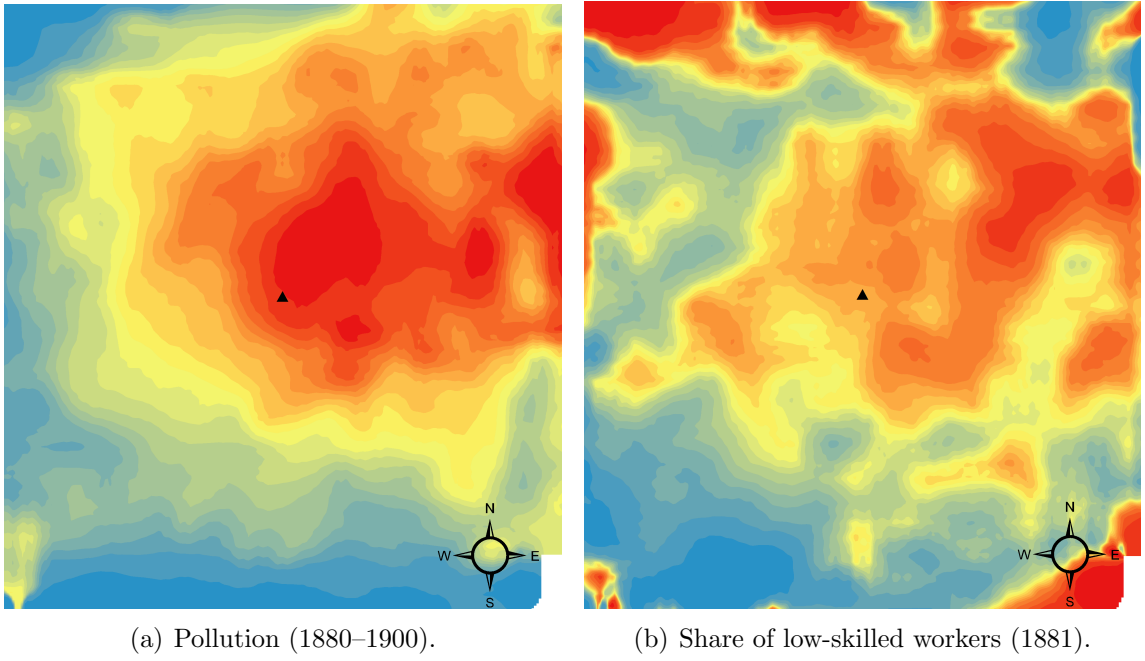 N
W E
S
N
W E
S
(a) Pollution (1880–1900).
(b) Share of low-skilled workers (1881).